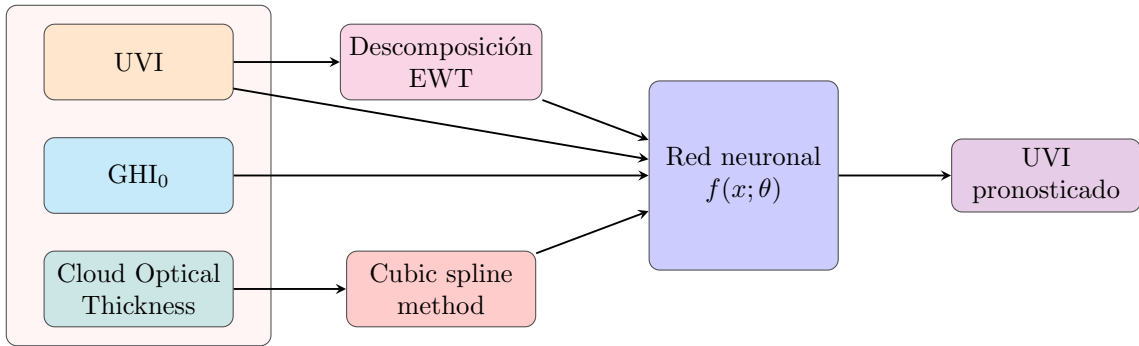 UVI
Descomposición
EWT
GHI₀
Red neuronal
f(x; θ)
UVI
pronosticado
Cloud Optical
Thickness
Cubic spline
method